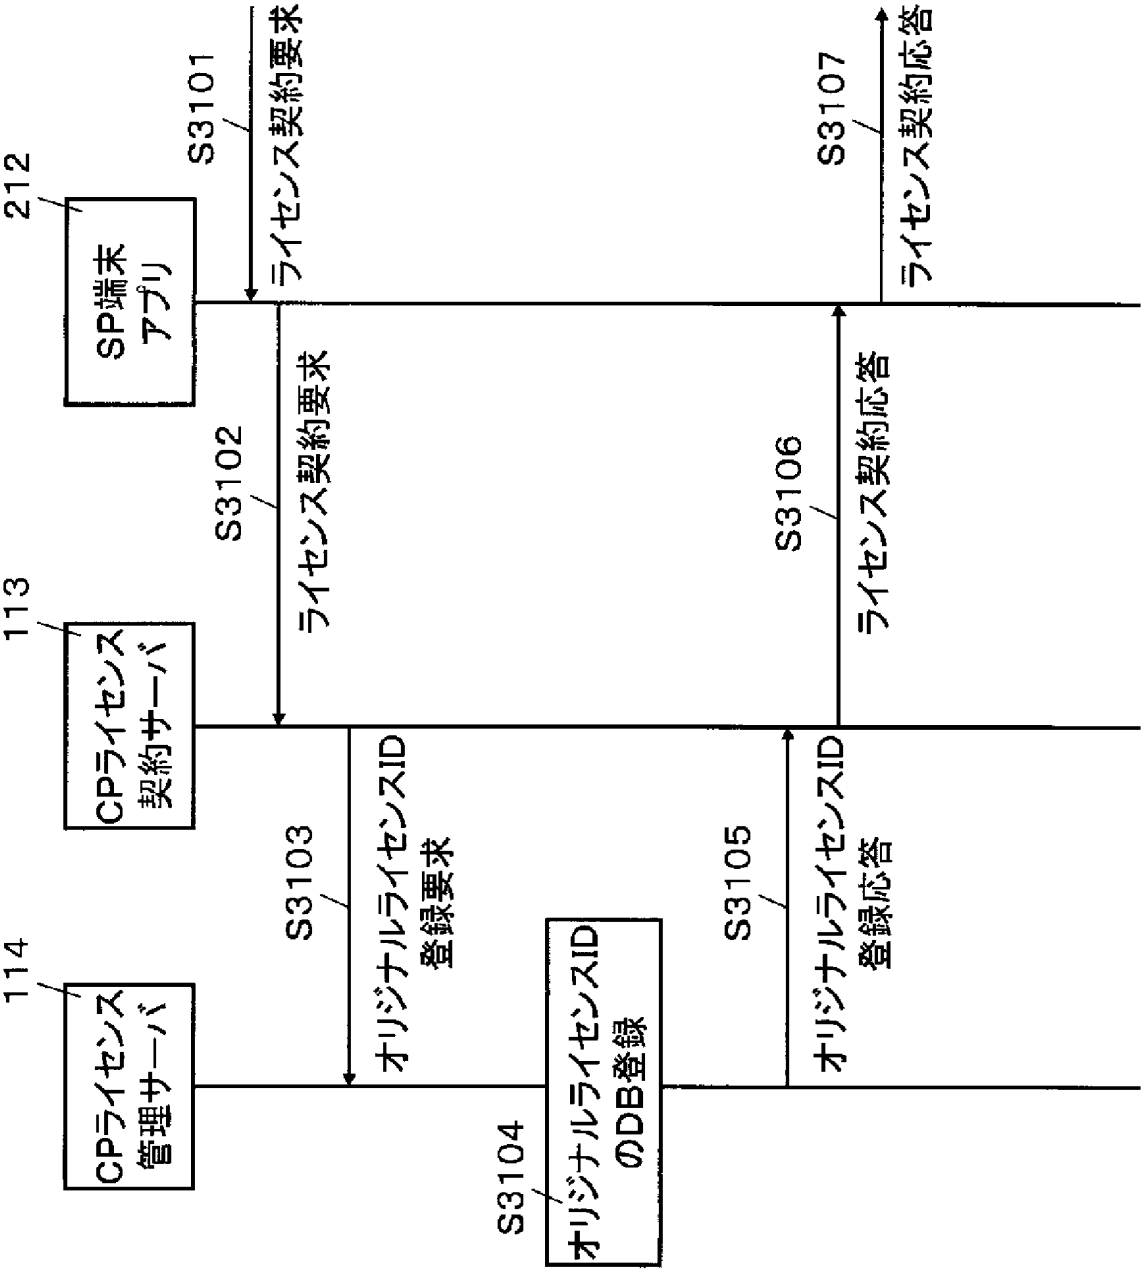 114
CPライセンス
管理サーバ
113
CPライセンス
契約サーバ
212
SP端末
アプリ
S3101
ライセンス契約要求
S3102
ライセンス契約要求
S3103
オリジナルライセンスID
登録要求
S3104
オリジナルライセンスID
のDB登録
S3105
オリジナルライセンスID
登録応答
S3106
ライセンス契約応答
S3107
ライセンス契約応答